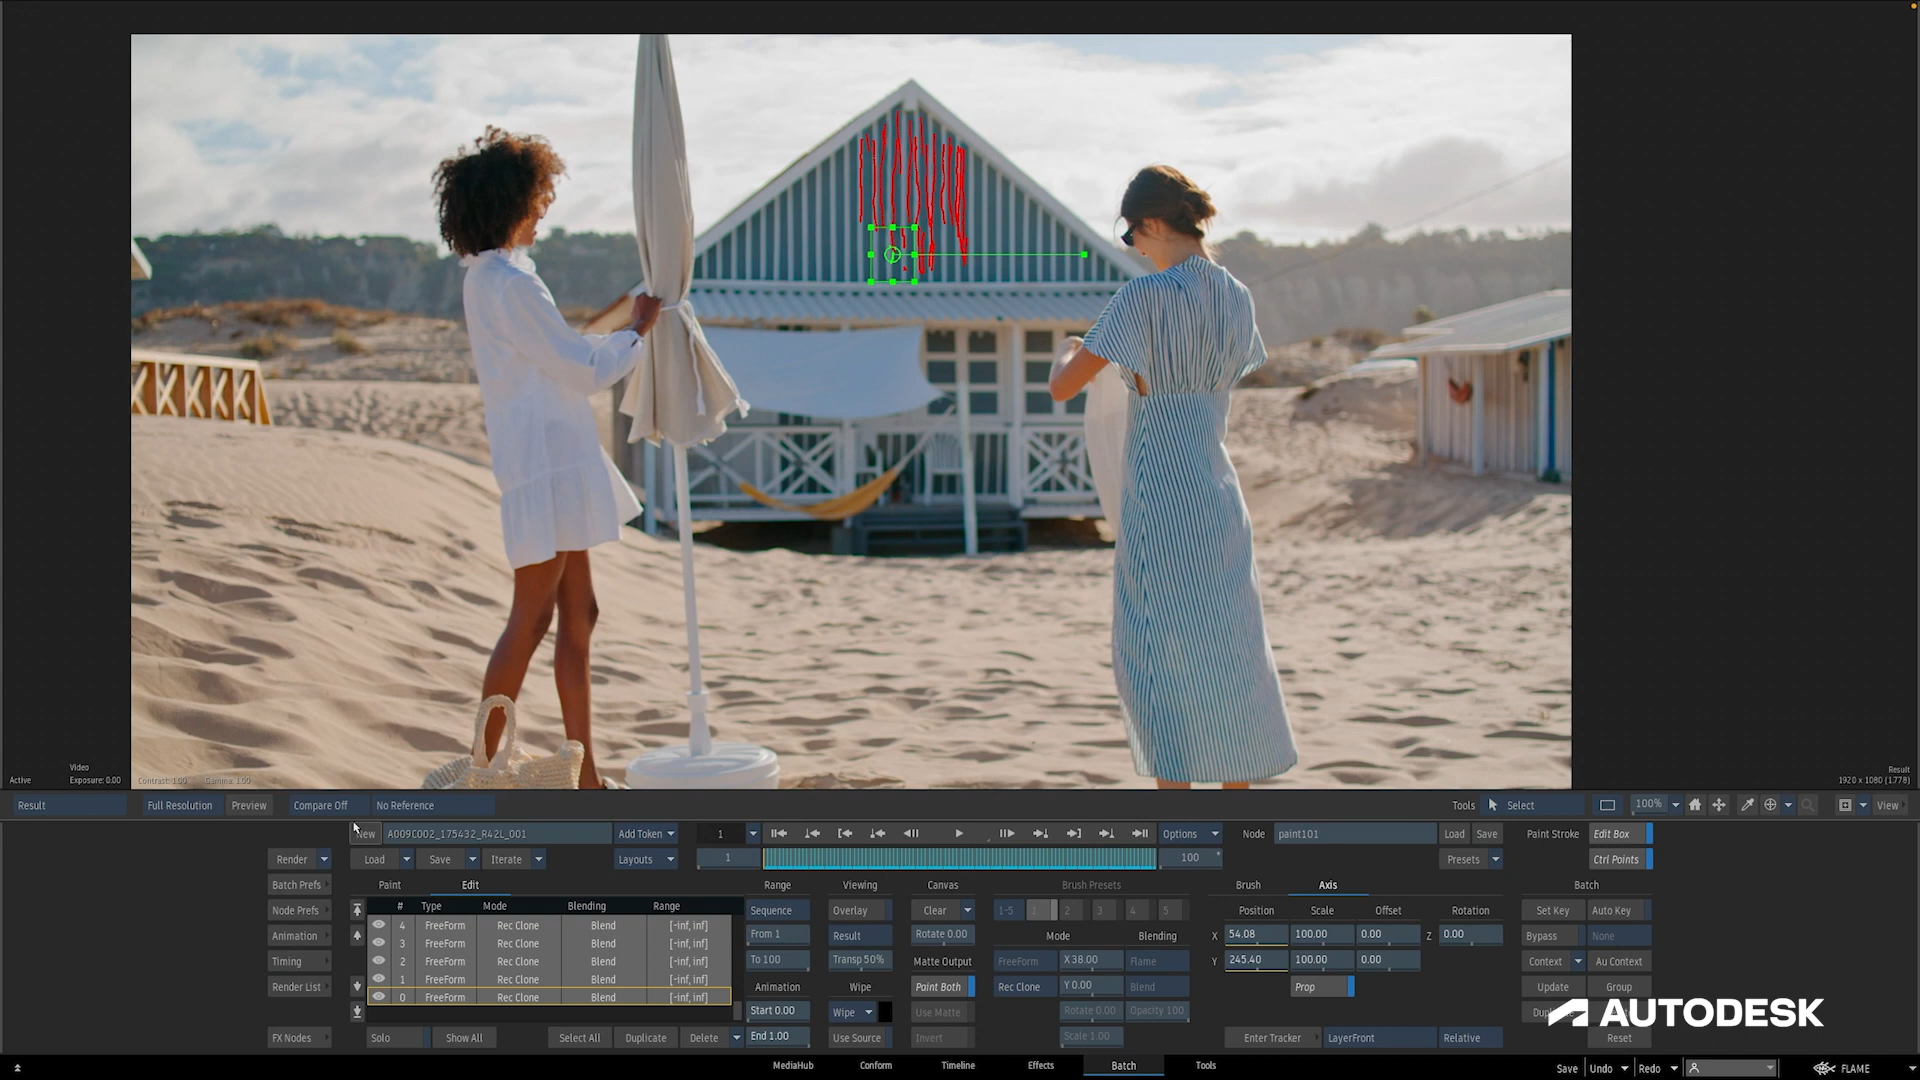 Active
Video
Exposure: 0.00
Contrast: 1.00 Gamma: 1.00
Result
1920 x 1080 (1.778)
Result Full Resolution Preview Compare Off No Reference Tools Select 100% View
New A009C002_175432_R42L_001 Add Token 1 Options Node paint101 Load Save Paint Stroke Edit Box
Render Load Save Iterate Layouts 1 100 Presets Ctrl Points
Batch Prefs Paint Edit Range Viewing Canvas Brush Presets Brush Axis Batch
Node Prefs # Type Mode Blending Range Sequence Overlay Clear 1-5 1 2 3 4 5 Position Scale Offset Rotation Set Key Auto Key
4 FreeForm Rec Clone Blend [-inf, inf]
Animation 3 FreeForm Rec Clone Blend [-inf, inf] From 1 Result Rotate 0.00 Mode Blending X 54.08 100.00 0.00 Z 0.00 Bypass None
Timing 2 FreeForm Rec Clone Blend [-inf, inf] To 100 Transp 50% Matte Output FreeForm X 38.00 Flame Y 245.40 100.00 0.00 Context Au Context
Render List 1 FreeForm Rec Clone Blend [-inf, inf] Animation Wipe Paint Both Rec Clone Y 0.00 Blend Prop Update Group
0 FreeForm Rec Clone Blend [-inf, inf] Start 0.00 Wipe Use Matte Rotate 0.00 Opacity 100
AUTODESK
FX Nodes Solo Show All Select All Duplicate Delete End 1.00 Use Source Invert Scale 1.00 Enter Tracker LayerFront Relative Reset
MediaHub Conform Timeline Effects Batch Tools Save Undo Redo FLAME